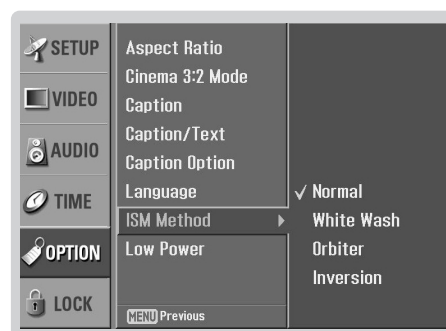 SETUP
VIDEO
AUDIO
TIME
OPTION
LOCK
Aspect Ratio
Cinema 3:2 Mode
Caption
Caption/Text
Caption Option
Language
ISM Method
Low Power
MENU Previous
Normal
White Wash
Orbiter
Inversion